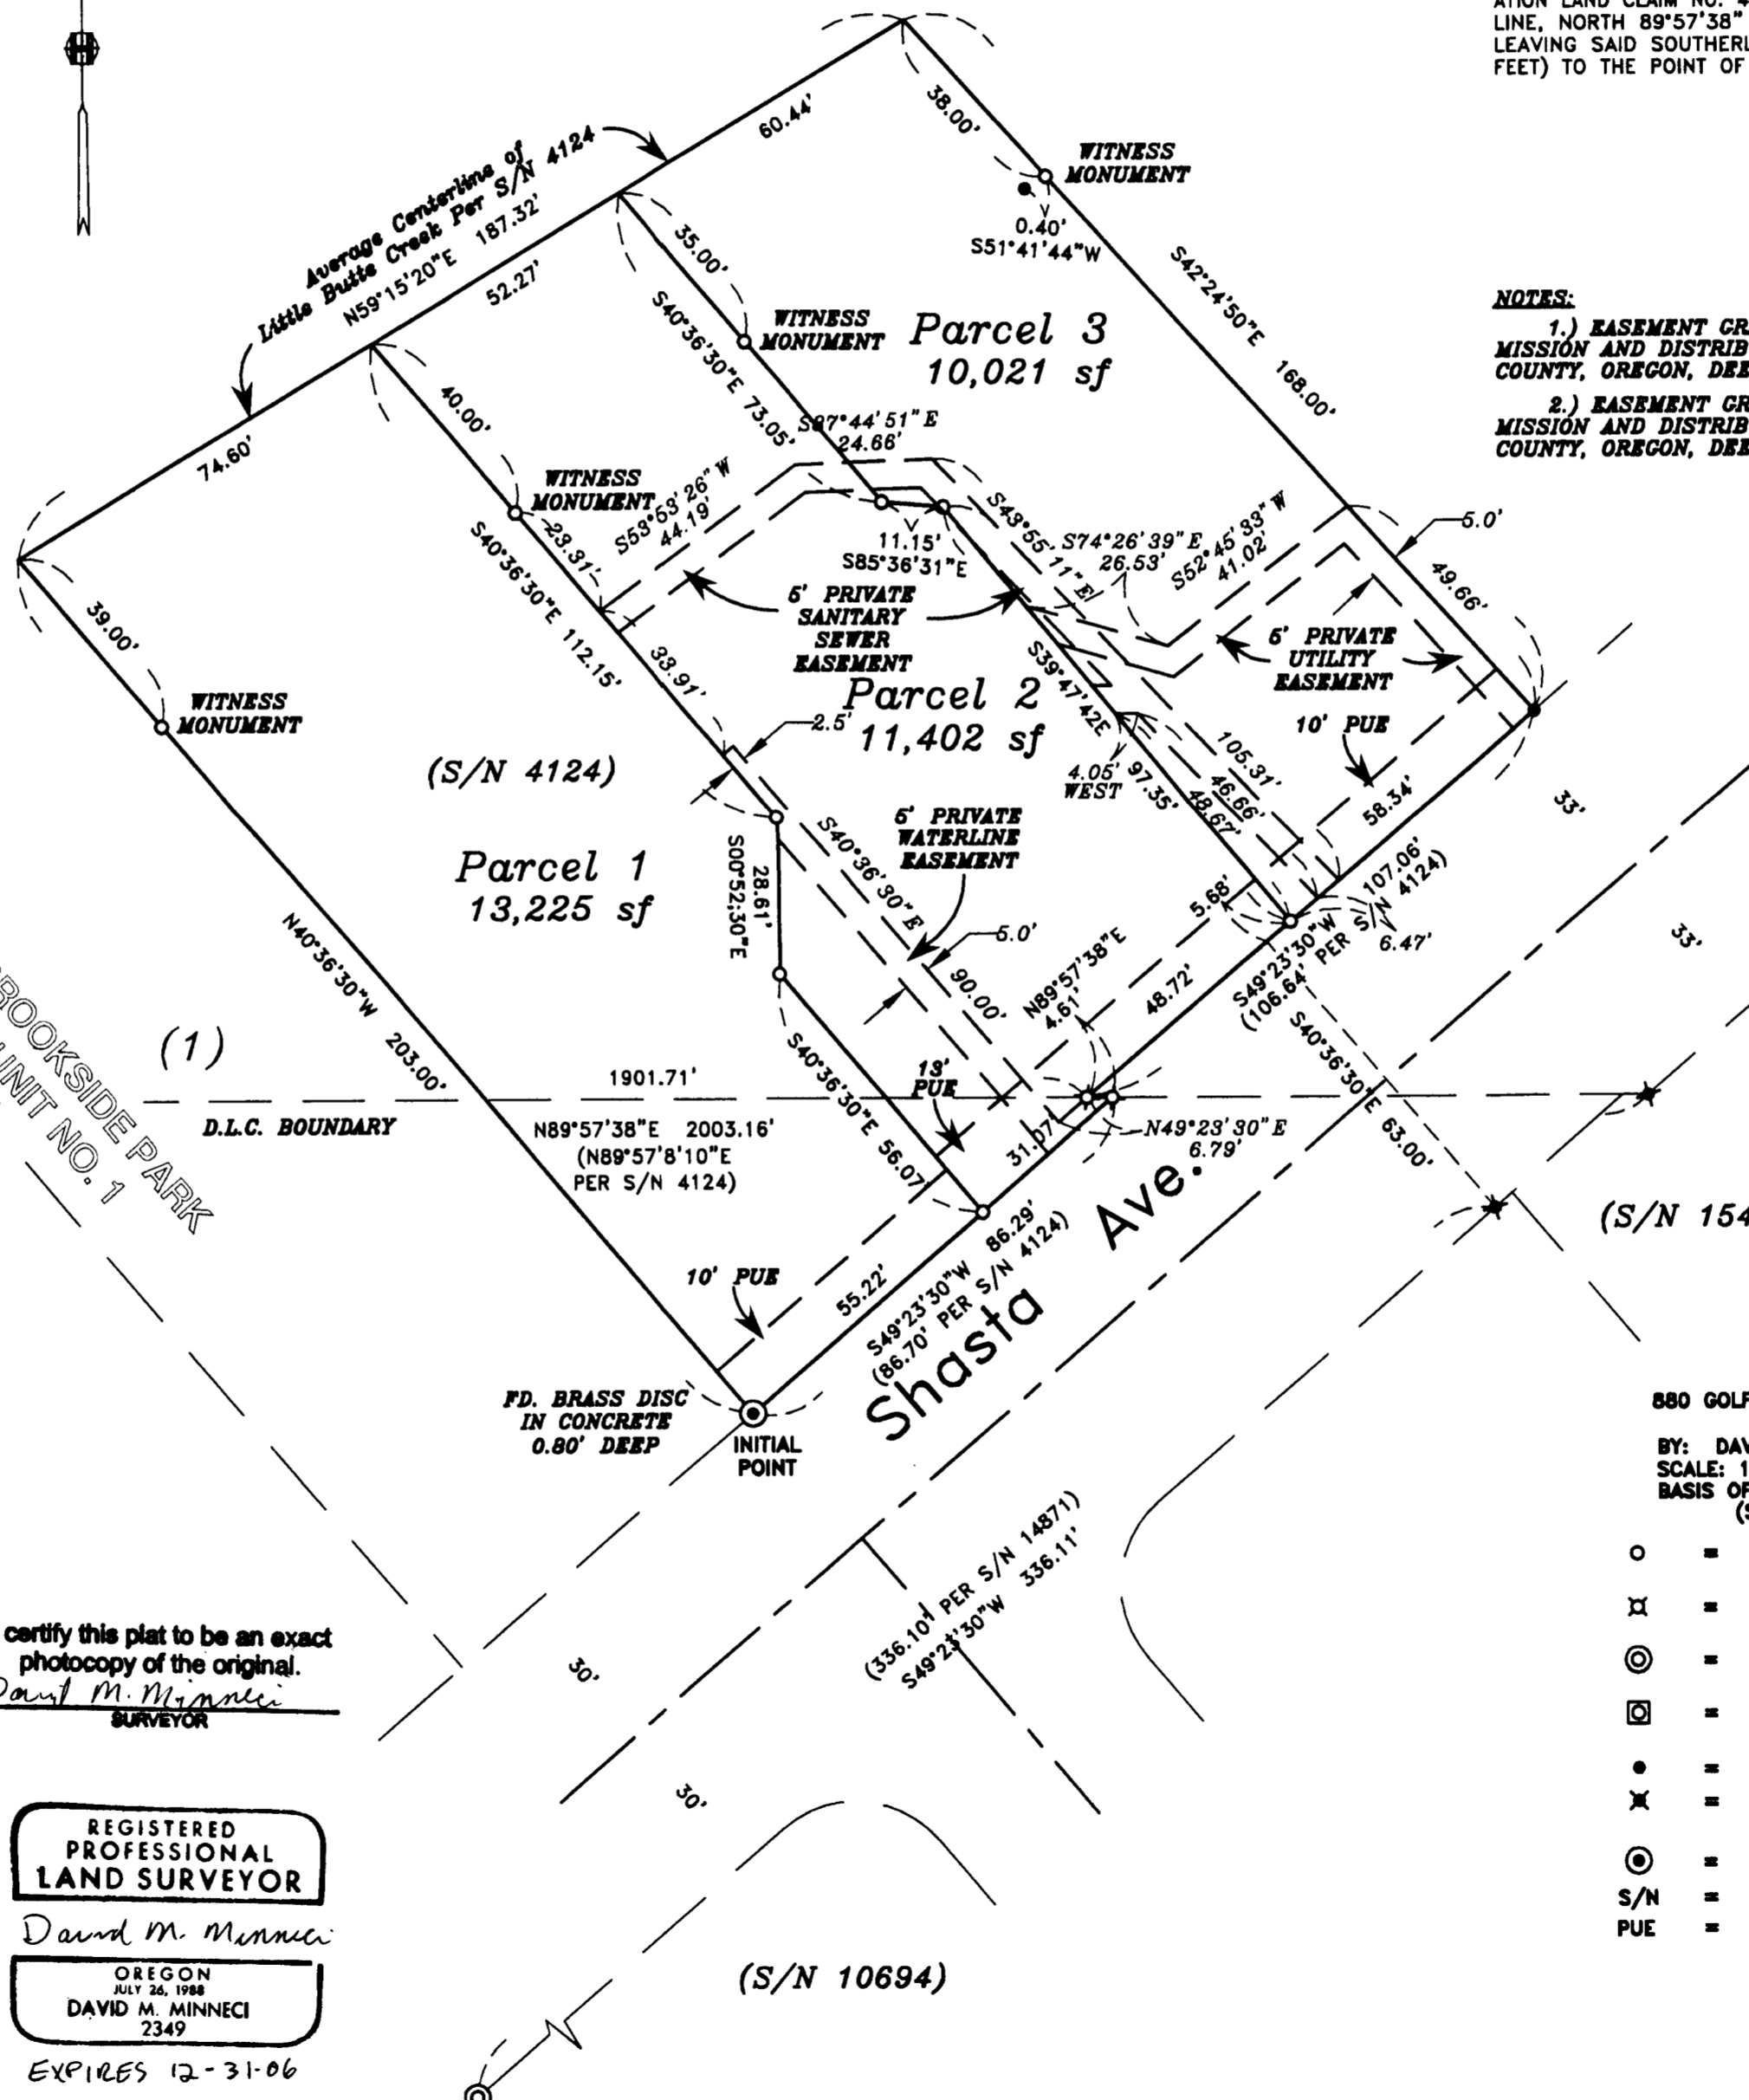 LINE, NORTH 89°57'38"
LEAVING SAID SOUTHERL
FEET) TO THE POINT OF
60.44'
38.00'
WITNESS
MONUMENT
0.40'
S51°41'44"W
Average Centerline of
Little Butte Creek Per S/N 4124
N59°15'20"E 187.32'
52.27'
35.00'
S42°24'50"E 168.00'
NOTES:
1.) EASEMENT GR
MISSION AND DISTRIB
COUNTY, OREGON, DEE
2.) EASEMENT GR
MISSION AND DISTRIB
COUNTY, OREGON, DEE
WITNESS
MONUMENT
Parcel 3
10,021 sf
S40°36'30"E 73.05'
S87°44'51"E
24.66'
74.60'
40.00'
WITNESS
MONUMENT
S53°53'26"W
44.19'
23.31'
11.15'
S85°36'31"E
S43°55'11"E
S74°26'39"E
26.53'
S52°45'33"W
41.02'
5.0'
49.66'
39.00'
S40°36'30"E 112.15'
5' PRIVATE
SANITARY
SEWER
EASEMENT
5' PRIVATE
UTILITY
EASEMENT
33.91'
S39°47'42E 97.35'
WITNESS
MONUMENT
Parcel 2
11,402 sf
2.5'
10' PUE
(S/N 4124)
4.05'
WEST
105.31'
46.66'
48.67'
58.34'
33'
5' PRIVATE
WATERLINE
EASEMENT
Parcel 1
13,225 sf
28.61'
S00°52;30"E
S40°36'30"E 90.00'
5.0'
5.68'
S49°23'30"W 107.06'
(106.64' PER S/N 4124)
6.47'
33'
N89°57'38"E
4.61'
48.72'
N40°36'30"W 203.00'
BROOKSIDE PARK
UNIT NO. 1
(1)
1901.71'
D.L.C. BOUNDARY
N89°57'38"E 2003.16'
(N89°57'8'10"E
PER S/N 4124)
S40°36'30"E 56.07'
13'
PUE
31.07'
N49°23'30"E
6.79'
S40°36'30"E 63.00'
(S/N 154
10' PUE
55.22'
S49°23'30"W 86.29'
(86.70' PER S/N 4124)
Shasta Ave.
FD. BRASS DISC
IN CONCRETE
0.80' DEEP
INITIAL
POINT
(336.10' PER S/N 14871)
S49°23'30"W 336.11'
30'
30'
880 GOLF
BY: DAV
SCALE: 1
BASIS OF
(S
=
=
=
=
=
=
=
S/N =
PUE =
certify this plat to be an exact
photocopy of the original.
David M. Minneci
SURVEYOR
REGISTERED
PROFESSIONAL
LAND SURVEYOR
David M. Minneci
OREGON
JULY 26, 1988
DAVID M. MINNECI
2349
EXPIRES 12-31-06
(S/N 10694)